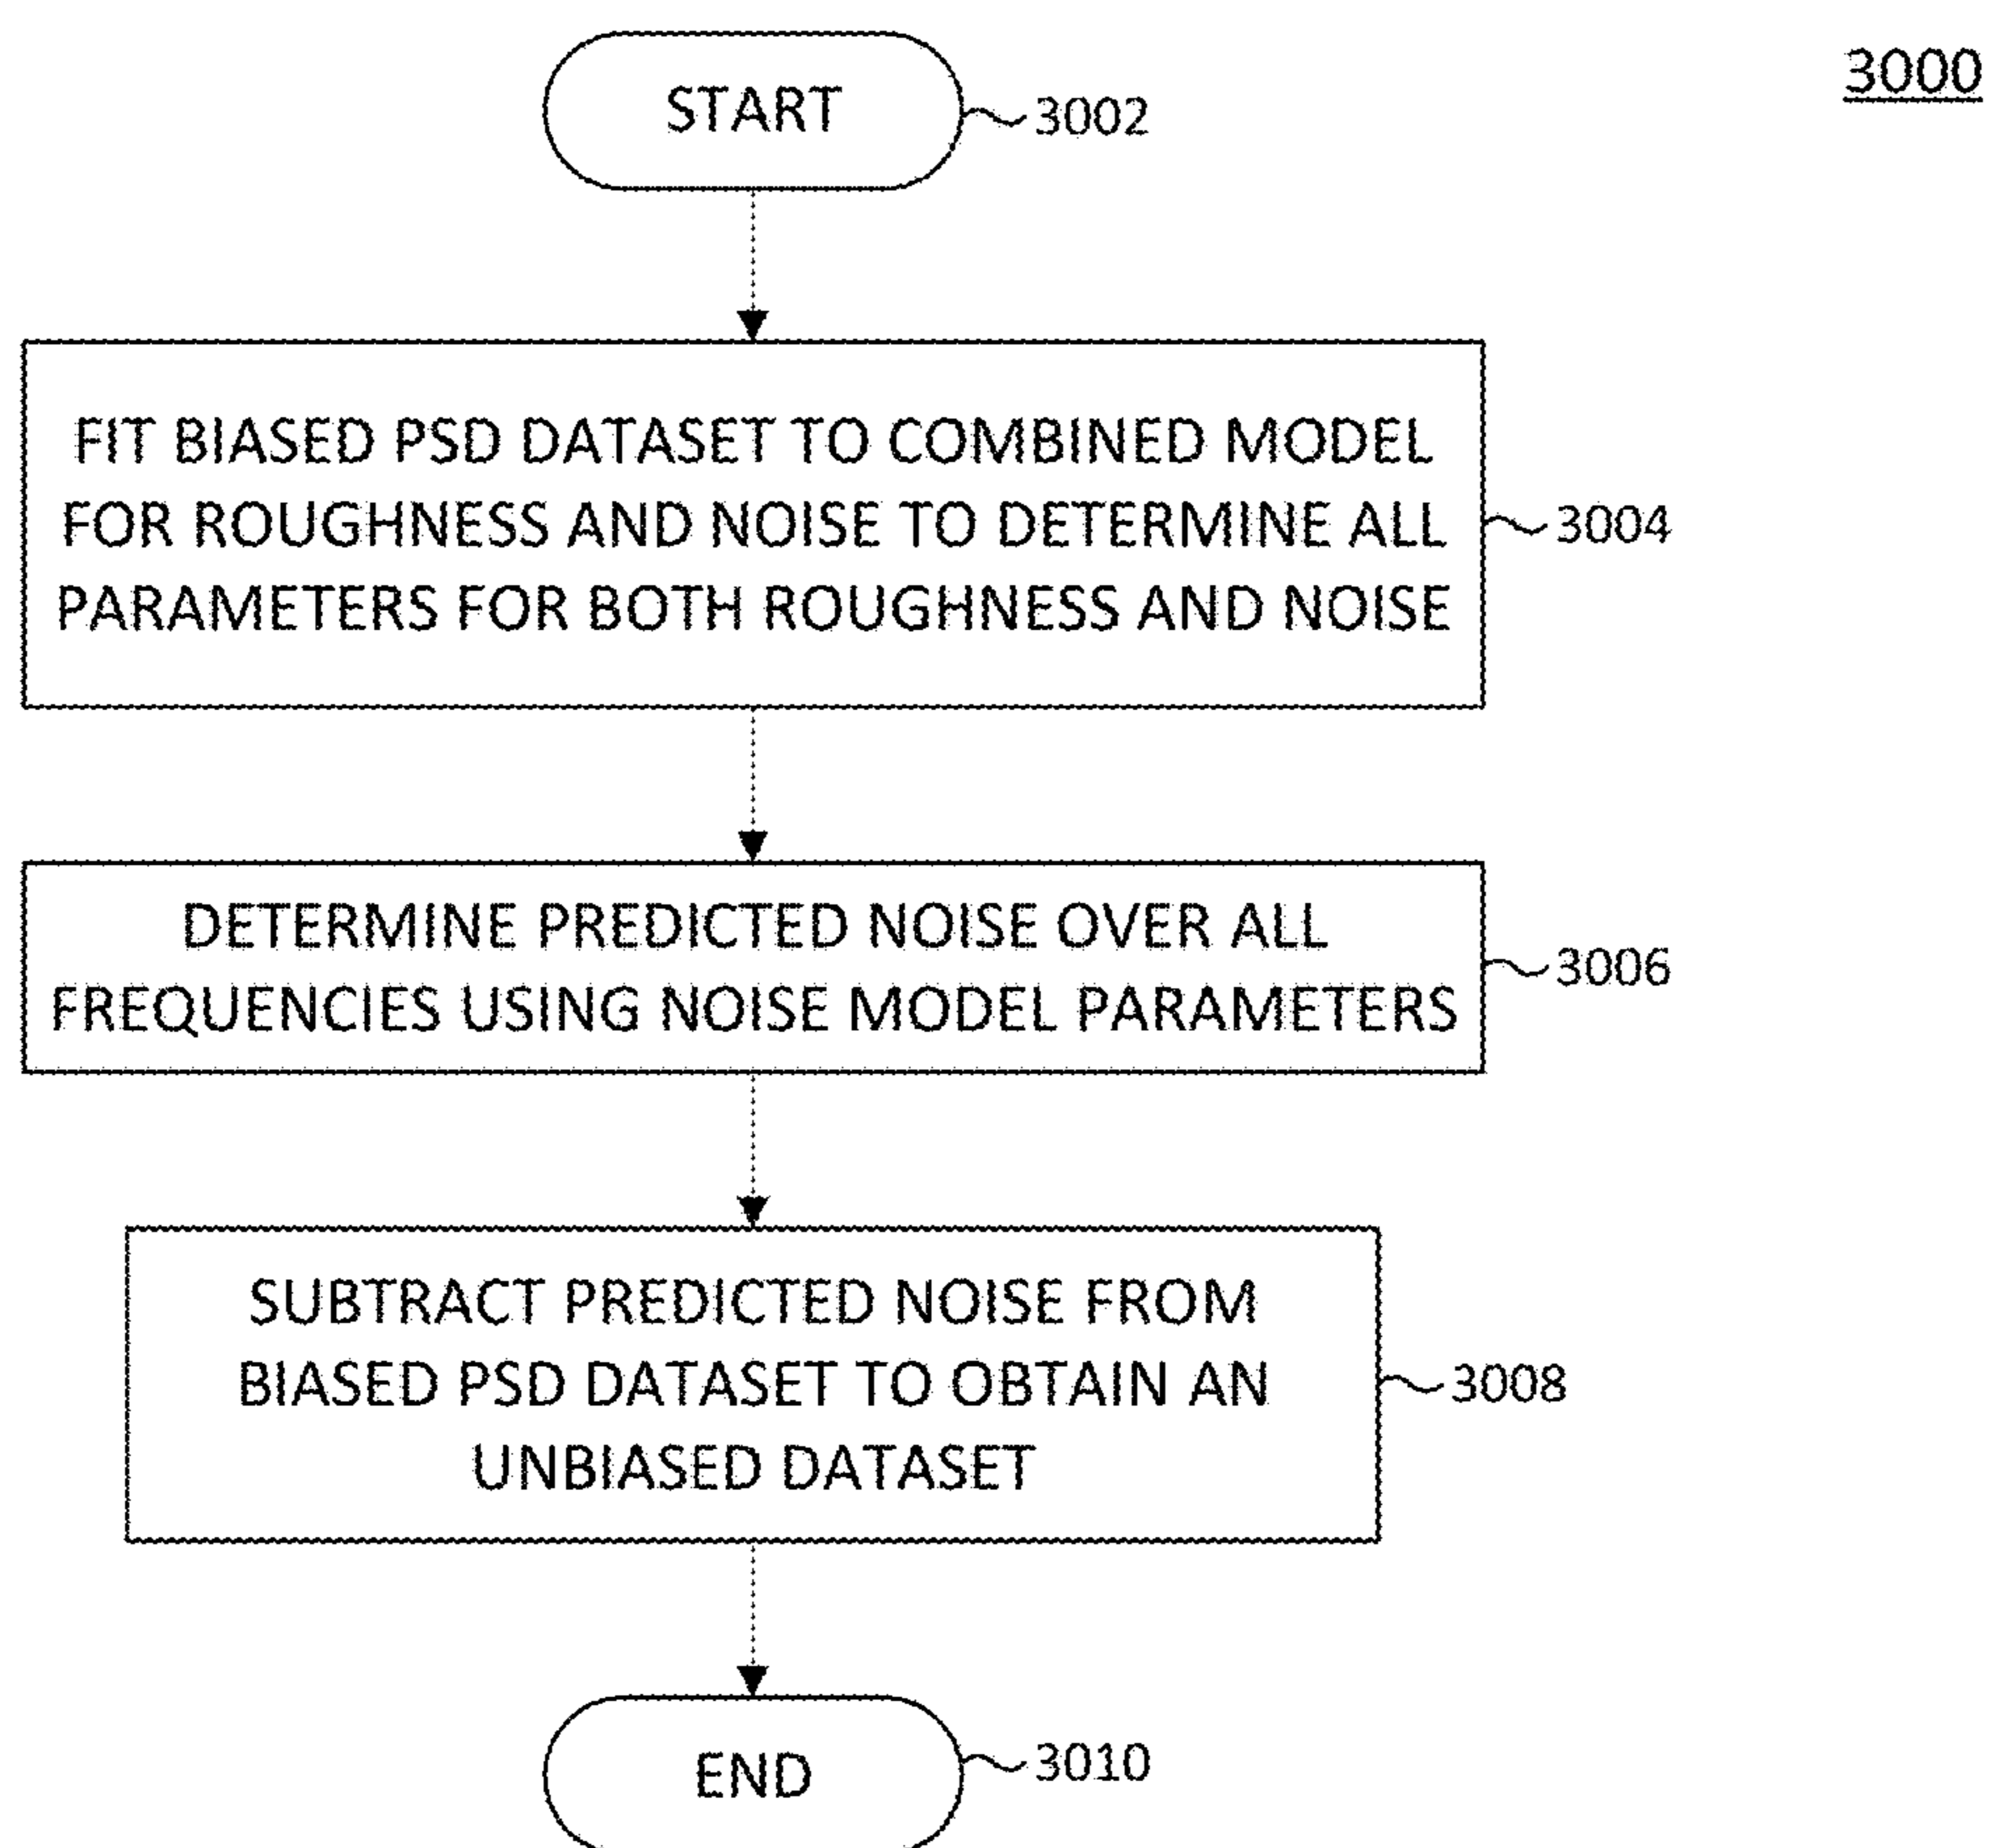 3000
START
3002
FIT BIASED PSD DATASET TO COMBINED MODEL
FOR ROUGHNESS AND NOISE TO DETERMINE ALL
PARAMETERS FOR BOTH ROUGHNESS AND NOISE
3004
DETERMINE PREDICTED NOISE OVER ALL
FREQUENCIES USING NOISE MODEL PARAMETERS
3006
SUBTRACT PREDICTED NOISE FROM
BIASED PSD DATASET TO OBTAIN AN
UNBIASED DATASET
3008
END
3010